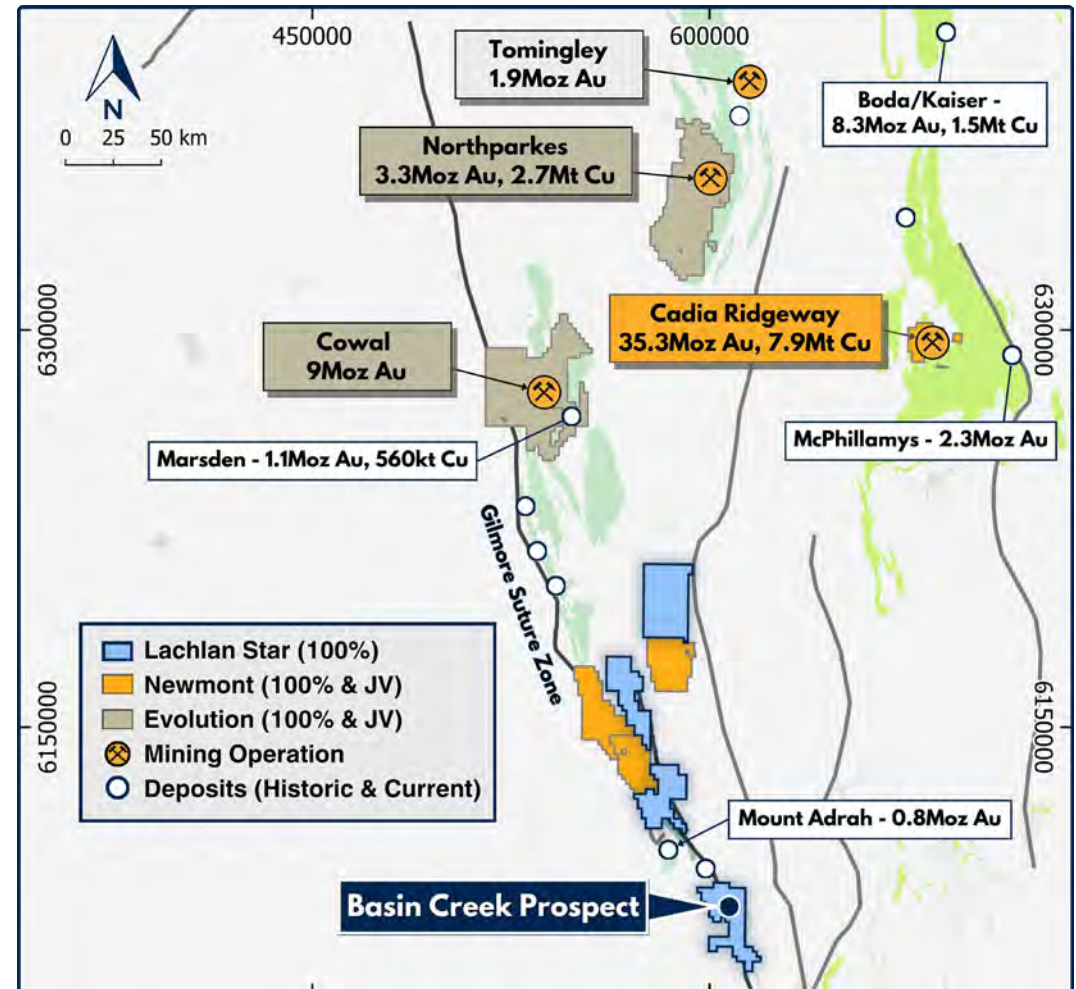 450000
600000
Tomingley
1.9Moz Au
N
0 25 50 km
Boda/Kaiser -
8.3Moz Au, 1.5Mt Cu
Northparkes
3.3Moz Au, 2.7Mt Cu
6300000
6300000
Cadia Ridgeway
35.3Moz Au, 7.9Mt Cu
Cowal
9Moz Au
McPhillamys - 2.3Moz Au
Marsden - 1.1Moz Au, 560kt Cu
Gilmore Suture Zone
Lachlan Star (100%)
Newmont (100% & JV)
Evolution (100% & JV)
Mining Operation
Deposits (Historic & Current)
6150000
6150000
Mount Adrah - 0.8Moz Au
Basin Creek Prospect